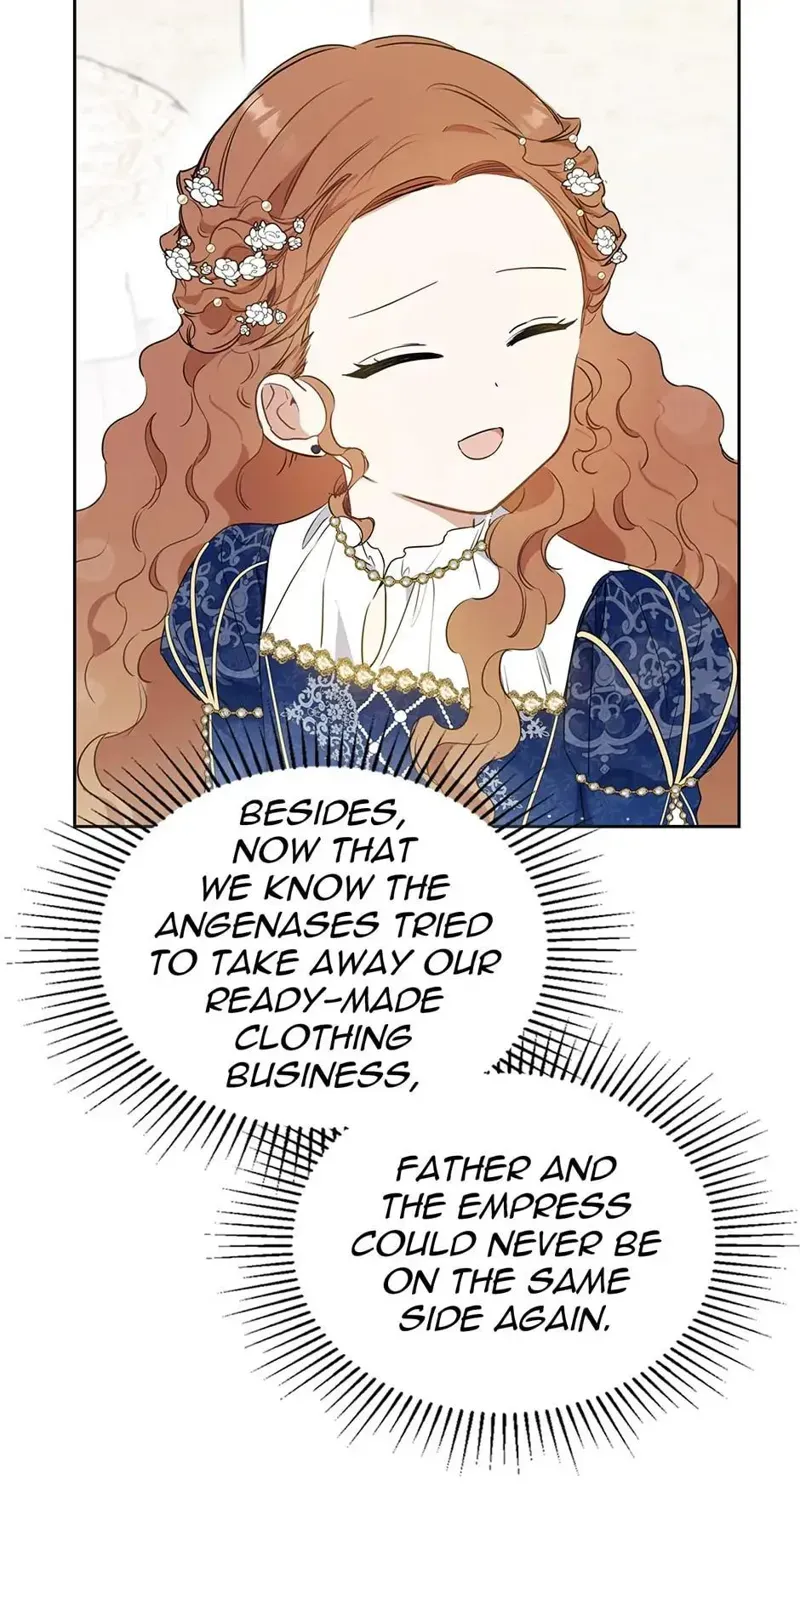 BESIDES,
NOW THAT
WE KNOW THE
ANGENASES TRIED
TO TAKE AWAY OUR
READY-MADE
CLOTHING
BUSINESS,
FATHER AND
THE EMPRESS
COULD NEVER BE
ON THE SAME
SIDE AGAIN.